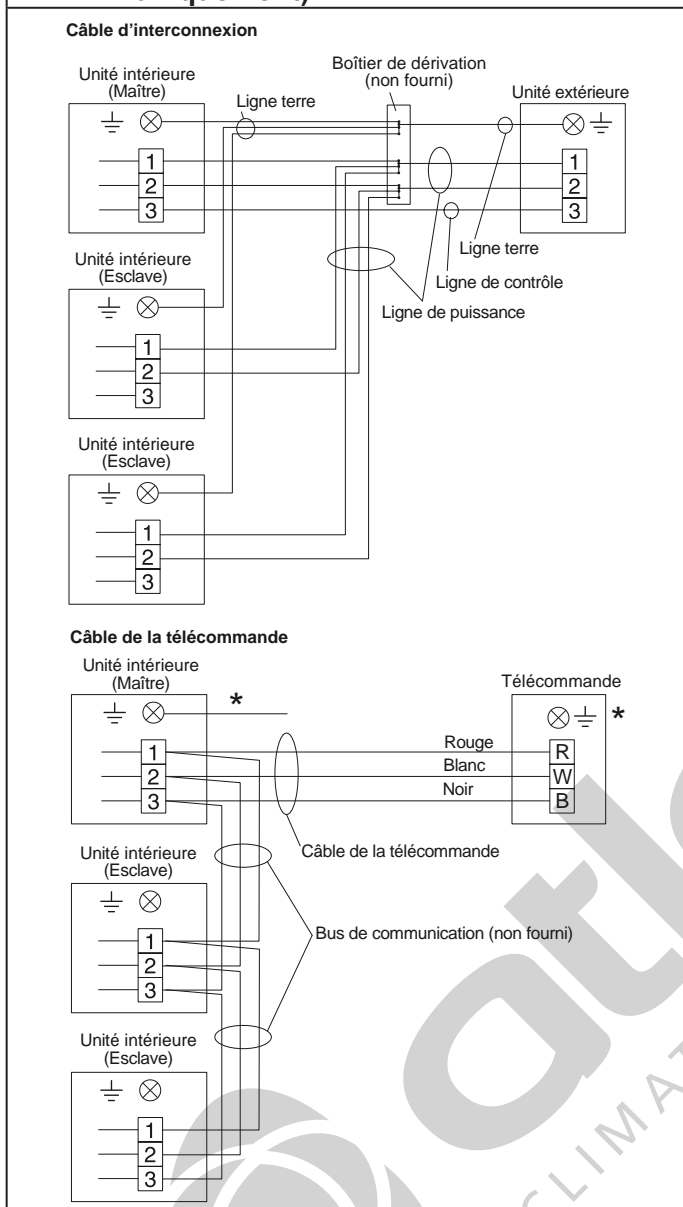 Câble d'interconnexion
Unité intérieure
(Maître)
Ligne terre
Boîtier de dérivation
(non fourni)
Unité extérieure
1
2
3
1
2
3
Ligne terre
Ligne de contrôle
Ligne de puissance
Unité intérieure
(Esclave)
1
2
3
Unité intérieure
(Esclave)
1
2
3
Câble de la télécommande
Unité intérieure
(Maître)
*
Télécommande
*
1
2
3
Rouge
Blanc
Noir
R
W
B
Câble de la télécommande
Unité intérieure
(Esclave)
1
2
3
Bus de communication (non fourni)
Unité intérieure
(Esclave)
1
2
3